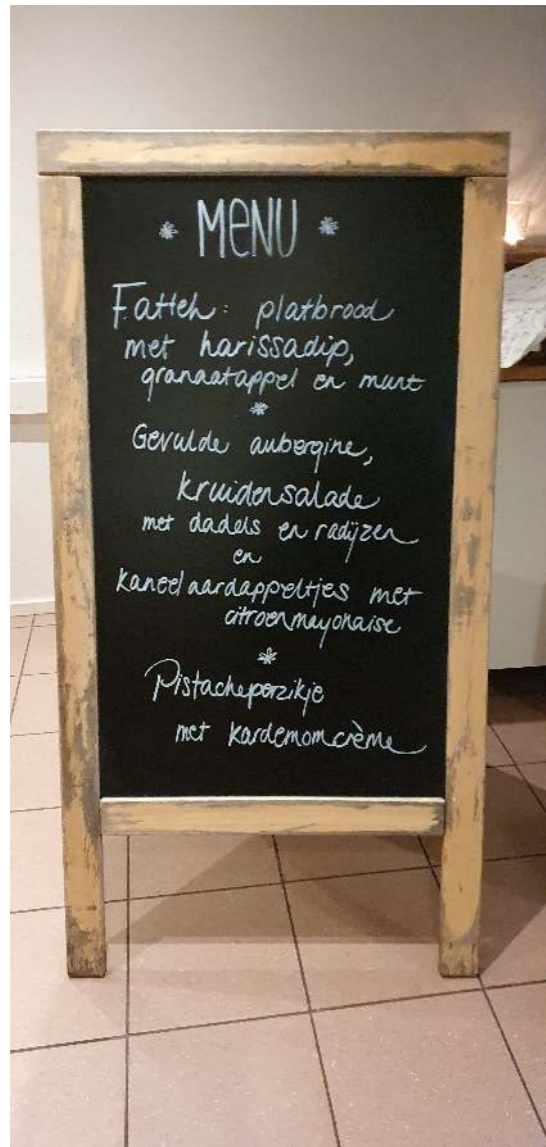 * MENU *
Fatteh: platbrood
met harissadip,
granaatappel en munt
*
Gevulde aubergine,
kruidensalade
met dadels en radijzen
en
kaneelaardappeltjes met
citroenmayonaise
*
Pistacheperzikje
met kardemomcrème